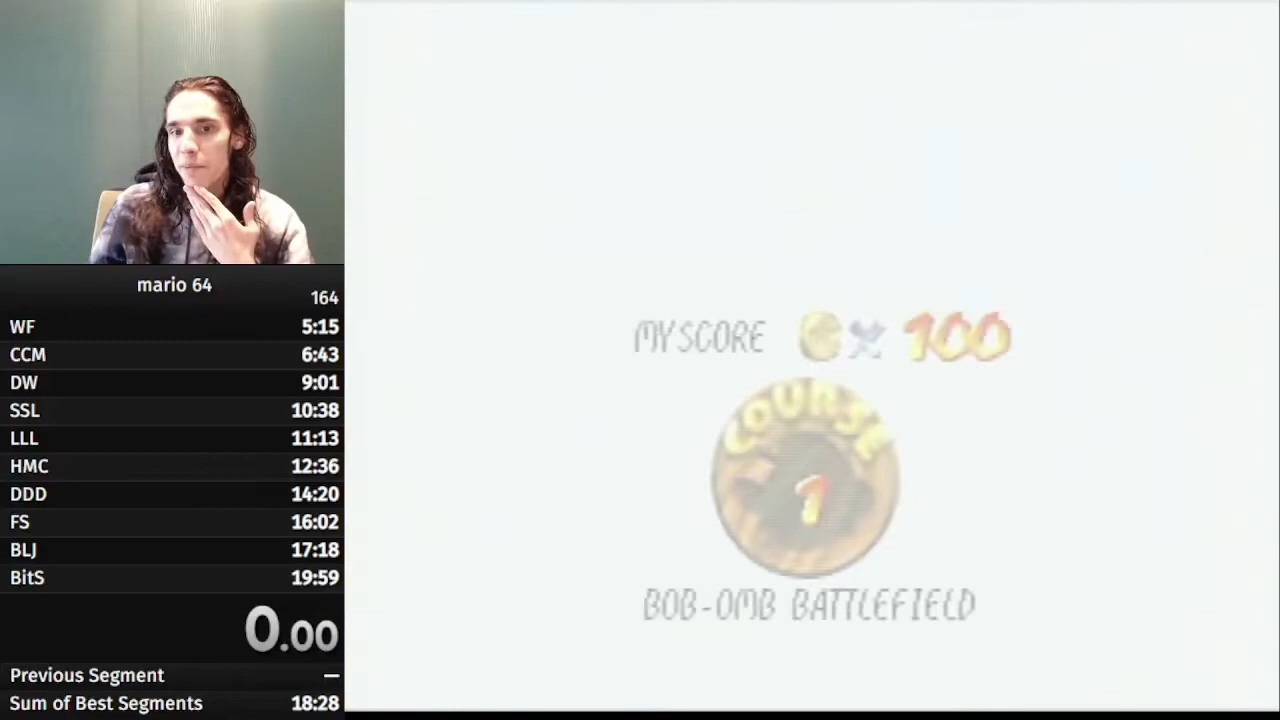 mario 64
164
WF 5:15
CCM 6:43
DW 9:01
SSL 10:38
LLL 11:13
HMC 12:36
DDD 14:20
FS 16:02
BLJ 17:18
BitS 19:59
0.00
Previous Segment —
Sum of Best Segments 18:28
MY SCORE × 100
COURSE
1
BOB-OMB BATTLEFIELD